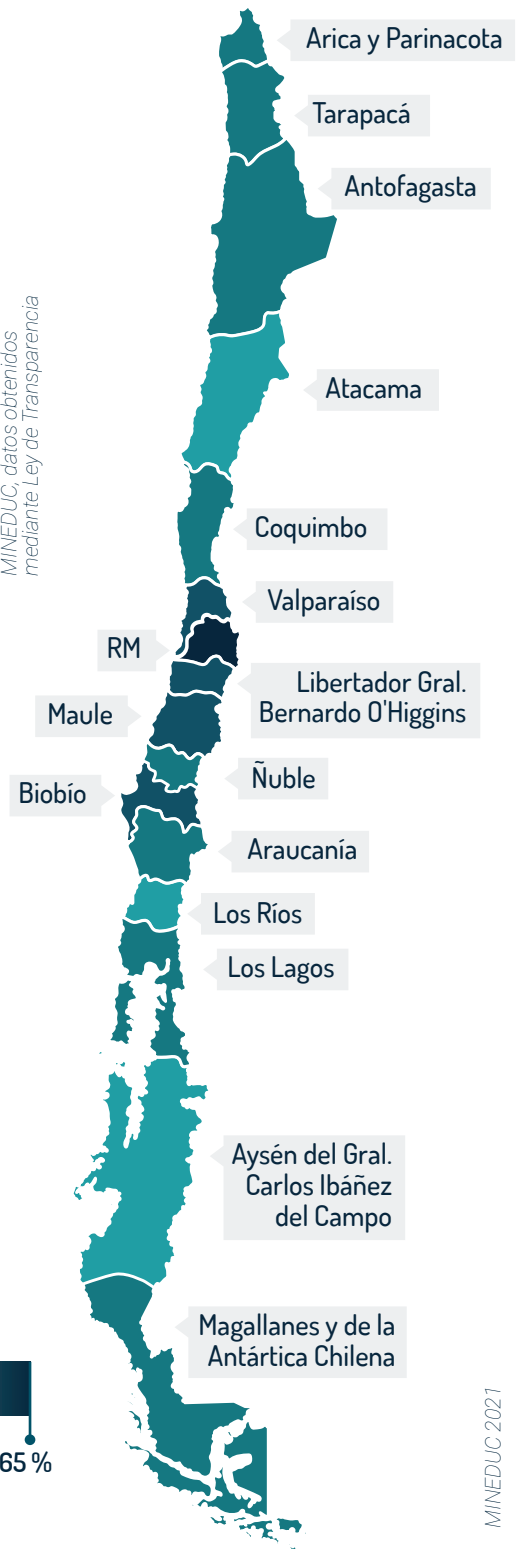 Arica y Parinacota
Tarapacá
Antofagasta
MINEDUC, datos obtenidos
mediante Ley de Transparencia
Atacama
Coquimbo
Valparaíso
RM
Libertador Gral.
Bernardo O'Higgins
Maule
Ñuble
Biobío
Araucanía
Los Ríos
Los Lagos
Aysén del Gral.
Carlos Ibáñez
del Campo
Magallanes y de la
Antártica Chilena
65 %
MINEDUC 2021